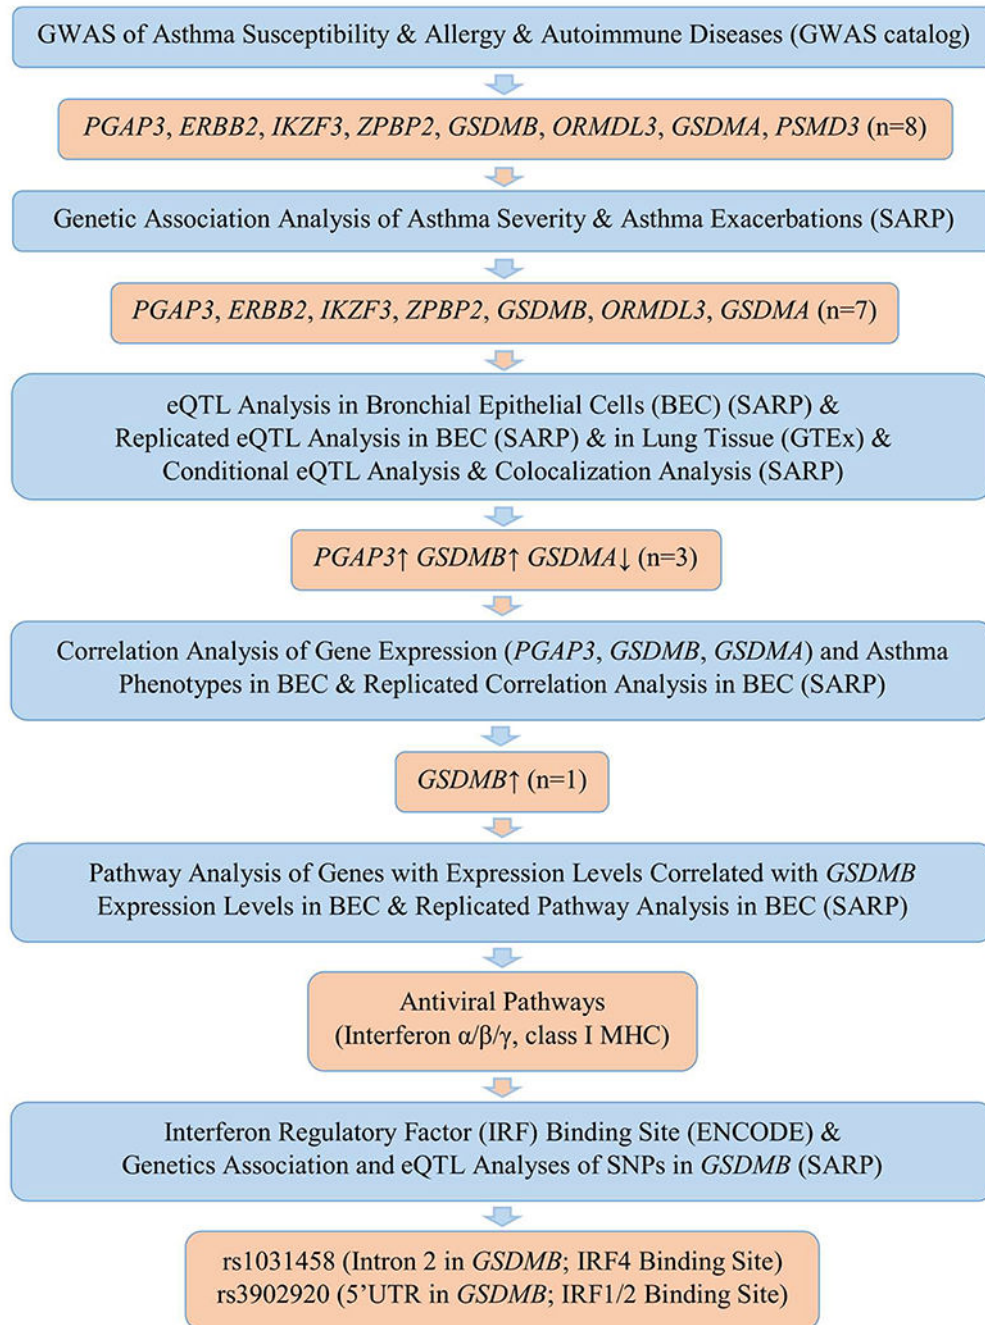 GWAS of Asthma Susceptibility & Allergy & Autoimmune Diseases (GWAS catalog)
PGAP3, ERBB2, IKZF3, ZPBP2, GSDMB, ORMDL3, GSDMA, PSMD3 (n=8)
Genetic Association Analysis of Asthma Severity & Asthma Exacerbations (SARP)
PGAP3, ERBB2, IKZF3, ZPBP2, GSDMB, ORMDL3, GSDMA (n=7)
eQTL Analysis in Bronchial Epithelial Cells (BEC) (SARP) &
Replicated eQTL Analysis in BEC (SARP) & in Lung Tissue (GTEx) &
Conditional eQTL Analysis & Colocalization Analysis (SARP)
PGAP3↑ GSDMB↑ GSDMA↓ (n=3)
Correlation Analysis of Gene Expression (PGAP3, GSDMB, GSDMA) and Asthma
Phenotypes in BEC & Replicated Correlation Analysis in BEC (SARP)
GSDMB↑ (n=1)
Pathway Analysis of Genes with Expression Levels Correlated with GSDMB
Expression Levels in BEC & Replicated Pathway Analysis in BEC (SARP)
Antiviral Pathways
(Interferon α/β/γ, class I MHC)
Interferon Regulatory Factor (IRF) Binding Site (ENCODE) &
Genetics Association and eQTL Analyses of SNPs in GSDMB (SARP)
rs1031458 (Intron 2 in GSDMB; IRF4 Binding Site)
rs3902920 (5’UTR in GSDMB; IRF1/2 Binding Site)